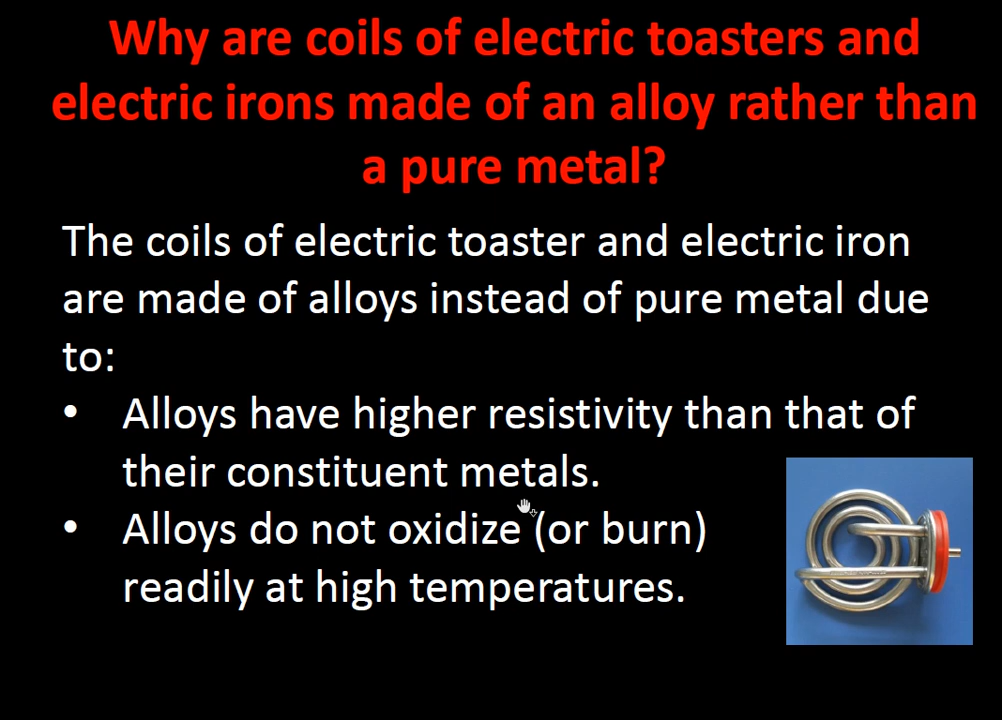 Why are coils of electric toasters and
electric irons made of an alloy rather than
a pure metal?
The coils of electric toaster and electric iron
are made of alloys instead of pure metal due
to:
• Alloys have higher resistivity than that of
their constituent metals.
• Alloys do not oxidize (or burn)
readily at high temperatures.